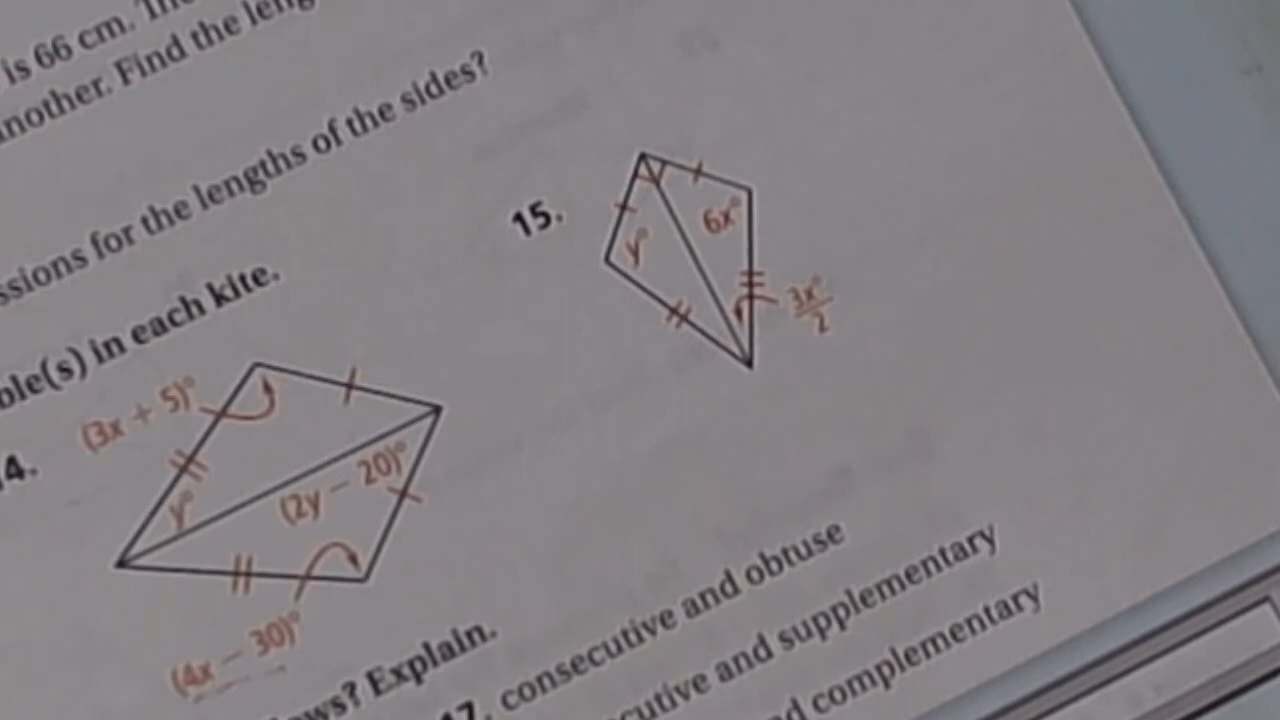 is 66 cm.
another. Find the
ssions for the lengths of the sides?
ble(s) in each kite.
15.
6x°
y°
3x°
2
4.
(3x + 5)°
y°
(2y − 20)°
(4x − 30)°
ws? Explain.
17. consecutive and obtuse
cutive and supplementary
d complementary